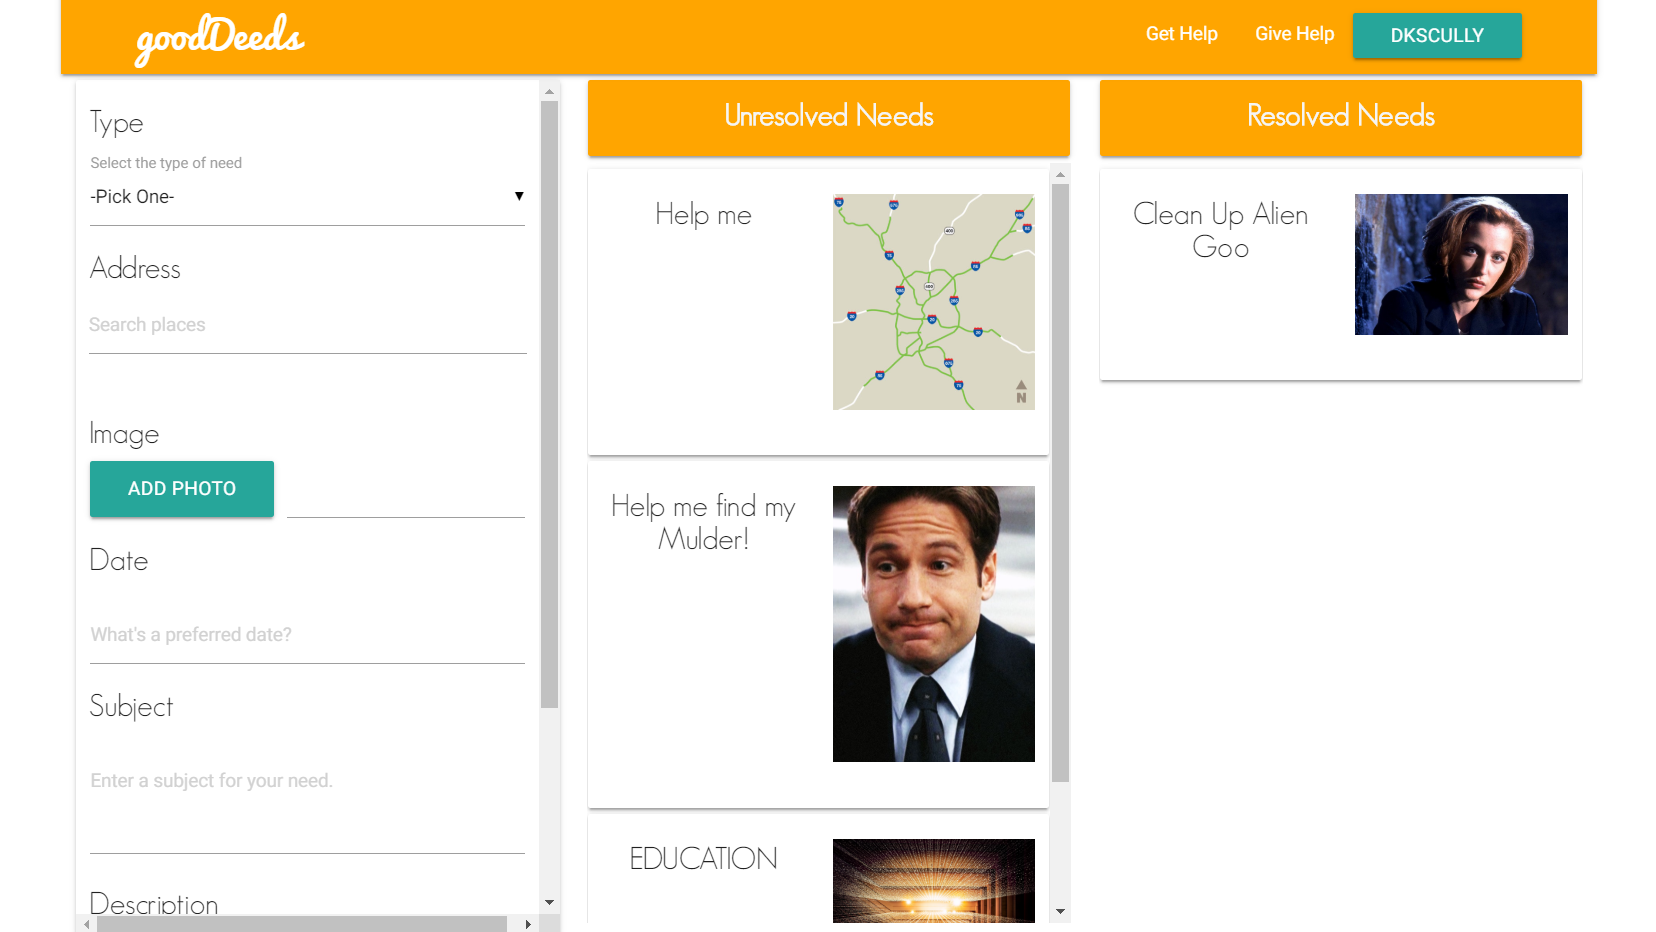 goodDeeds
Get Help
Give Help
DKSCULLY
Type
Select the type of need
-Pick One-
Address
Search places
Image
ADD PHOTO
Date
What's a preferred date?
Subject
Enter a subject for your need.
Description
Unresolved Needs
Help me
N
Help me find my
Mulder!
EDUCATION
Resolved Needs
Clean Up Alien
Goo